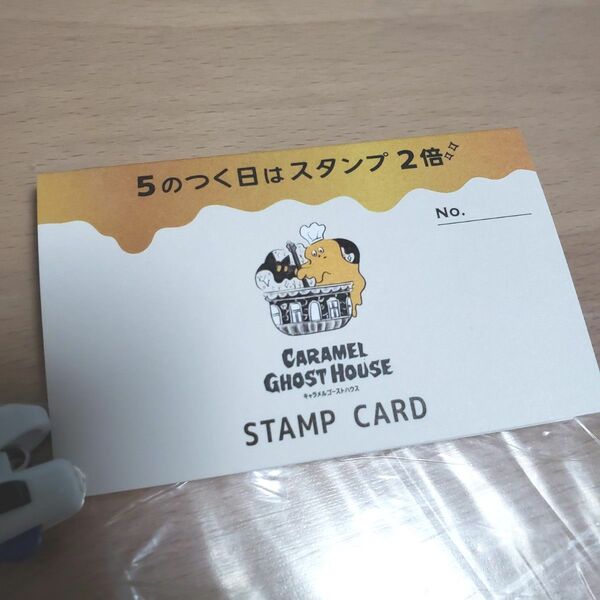 5のつく日はスタンプ2倍
No.
CARAMEL
GHOST HOUSE
キャラメルゴーストハウス
STAMP CARD